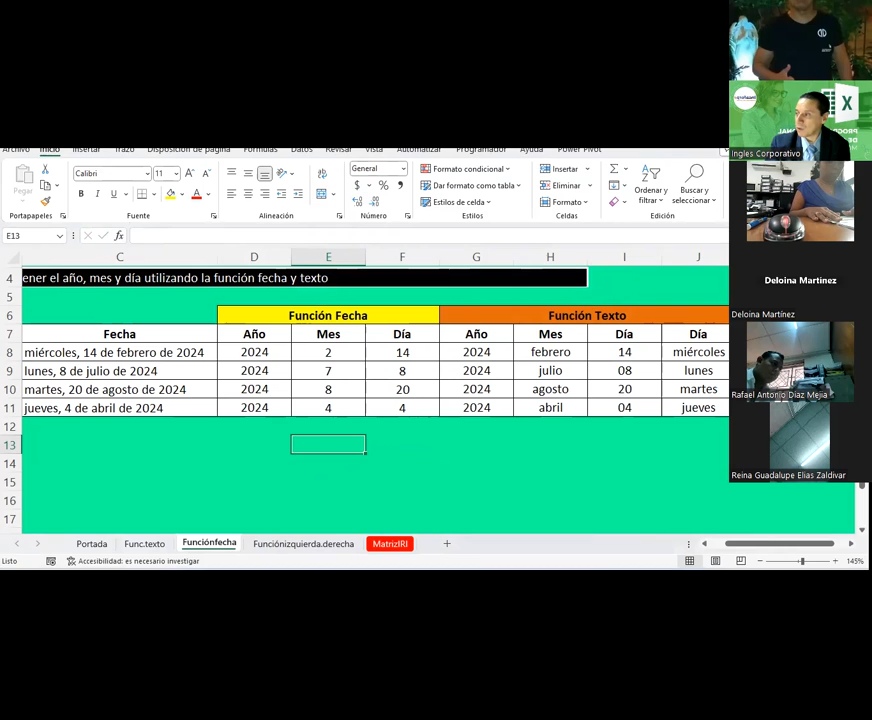 Archivo Inicio Insertar Trazo Disposición de página Fórmulas Datos Revisar Vista Automatizar Programador Ayuda Power Pivot
Pegar
Calibri 11
General
Formato condicional
Dar formato como tabla
Estilos de celda
Insertar
Eliminar
Formato
Ordenar y filtrar
Buscar y seleccionar
Portapapeles Fuente Alineación Número Estilos Celdas Edición
E13 fx
C D E F G H I J
4 ener el año, mes y día utilizando la función fecha y texto
5
6 Función Fecha Función Texto
7 Fecha Año Mes Día Año Mes Día Día
8 miércoles, 14 de febrero de 2024 2024 2 14 2024 febrero 14 miércoles
9 lunes, 8 de julio de 2024 2024 7 8 2024 julio 08 lunes
10 martes, 20 de agosto de 2024 2024 8 20 2024 agosto 20 martes
11 jueves, 4 de abril de 2024 2024 4 4 2024 abril 04 jueves
12
13
14
15
16
17
Portada Func.texto Funciónfecha Funciónizquierda.derecha MatrizIRI
Listo Accesibilidad: es necesario investigar 145%
Ingles Corporativo
Deloina Martinez
Deloina Martínez
Rafael Antonio Díaz Mejía
Reina Guadalupe Elias Zaldivar